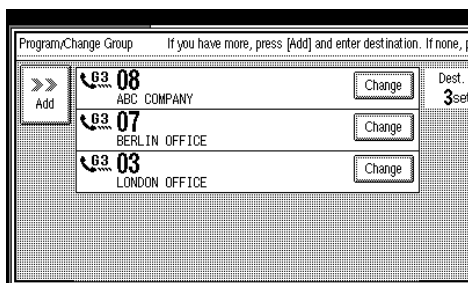 Program/Change Group If you have more, press [Add] and enter destination. If none,
Add
G3 08 Change
ABC COMPANY
G3 07 Change
BERLIN OFFICE
G3 03 Change
LONDON OFFICE
Dest.
3set